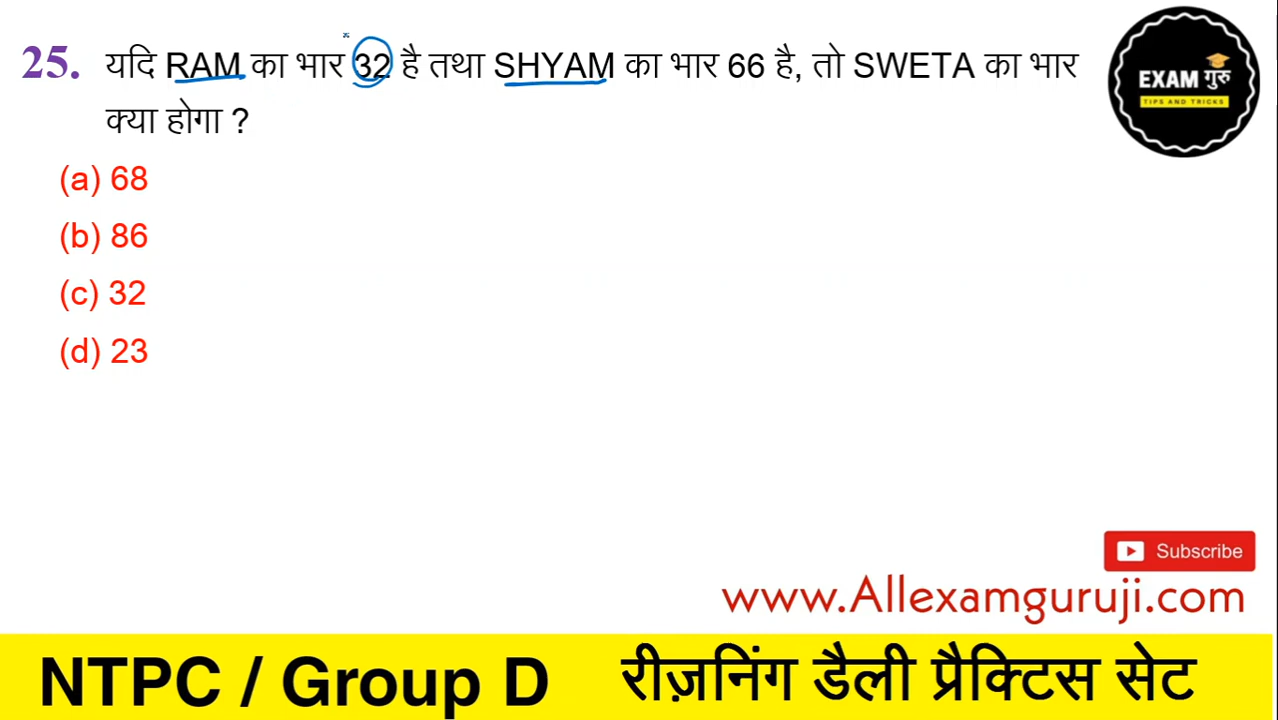 25. यदि RAM का भार 32 है तथा SHYAM का भार 66 है, तो SWETA का भार
क्या होगा ?
(a) 68
(b) 86
(c) 32
(d) 23
EXAM गुरु
TIPS AND TRICKS
Subscribe
www.Allexamguruji.com
NTPC / Group D रीज़निंग डैली प्रैक्टिस सेट